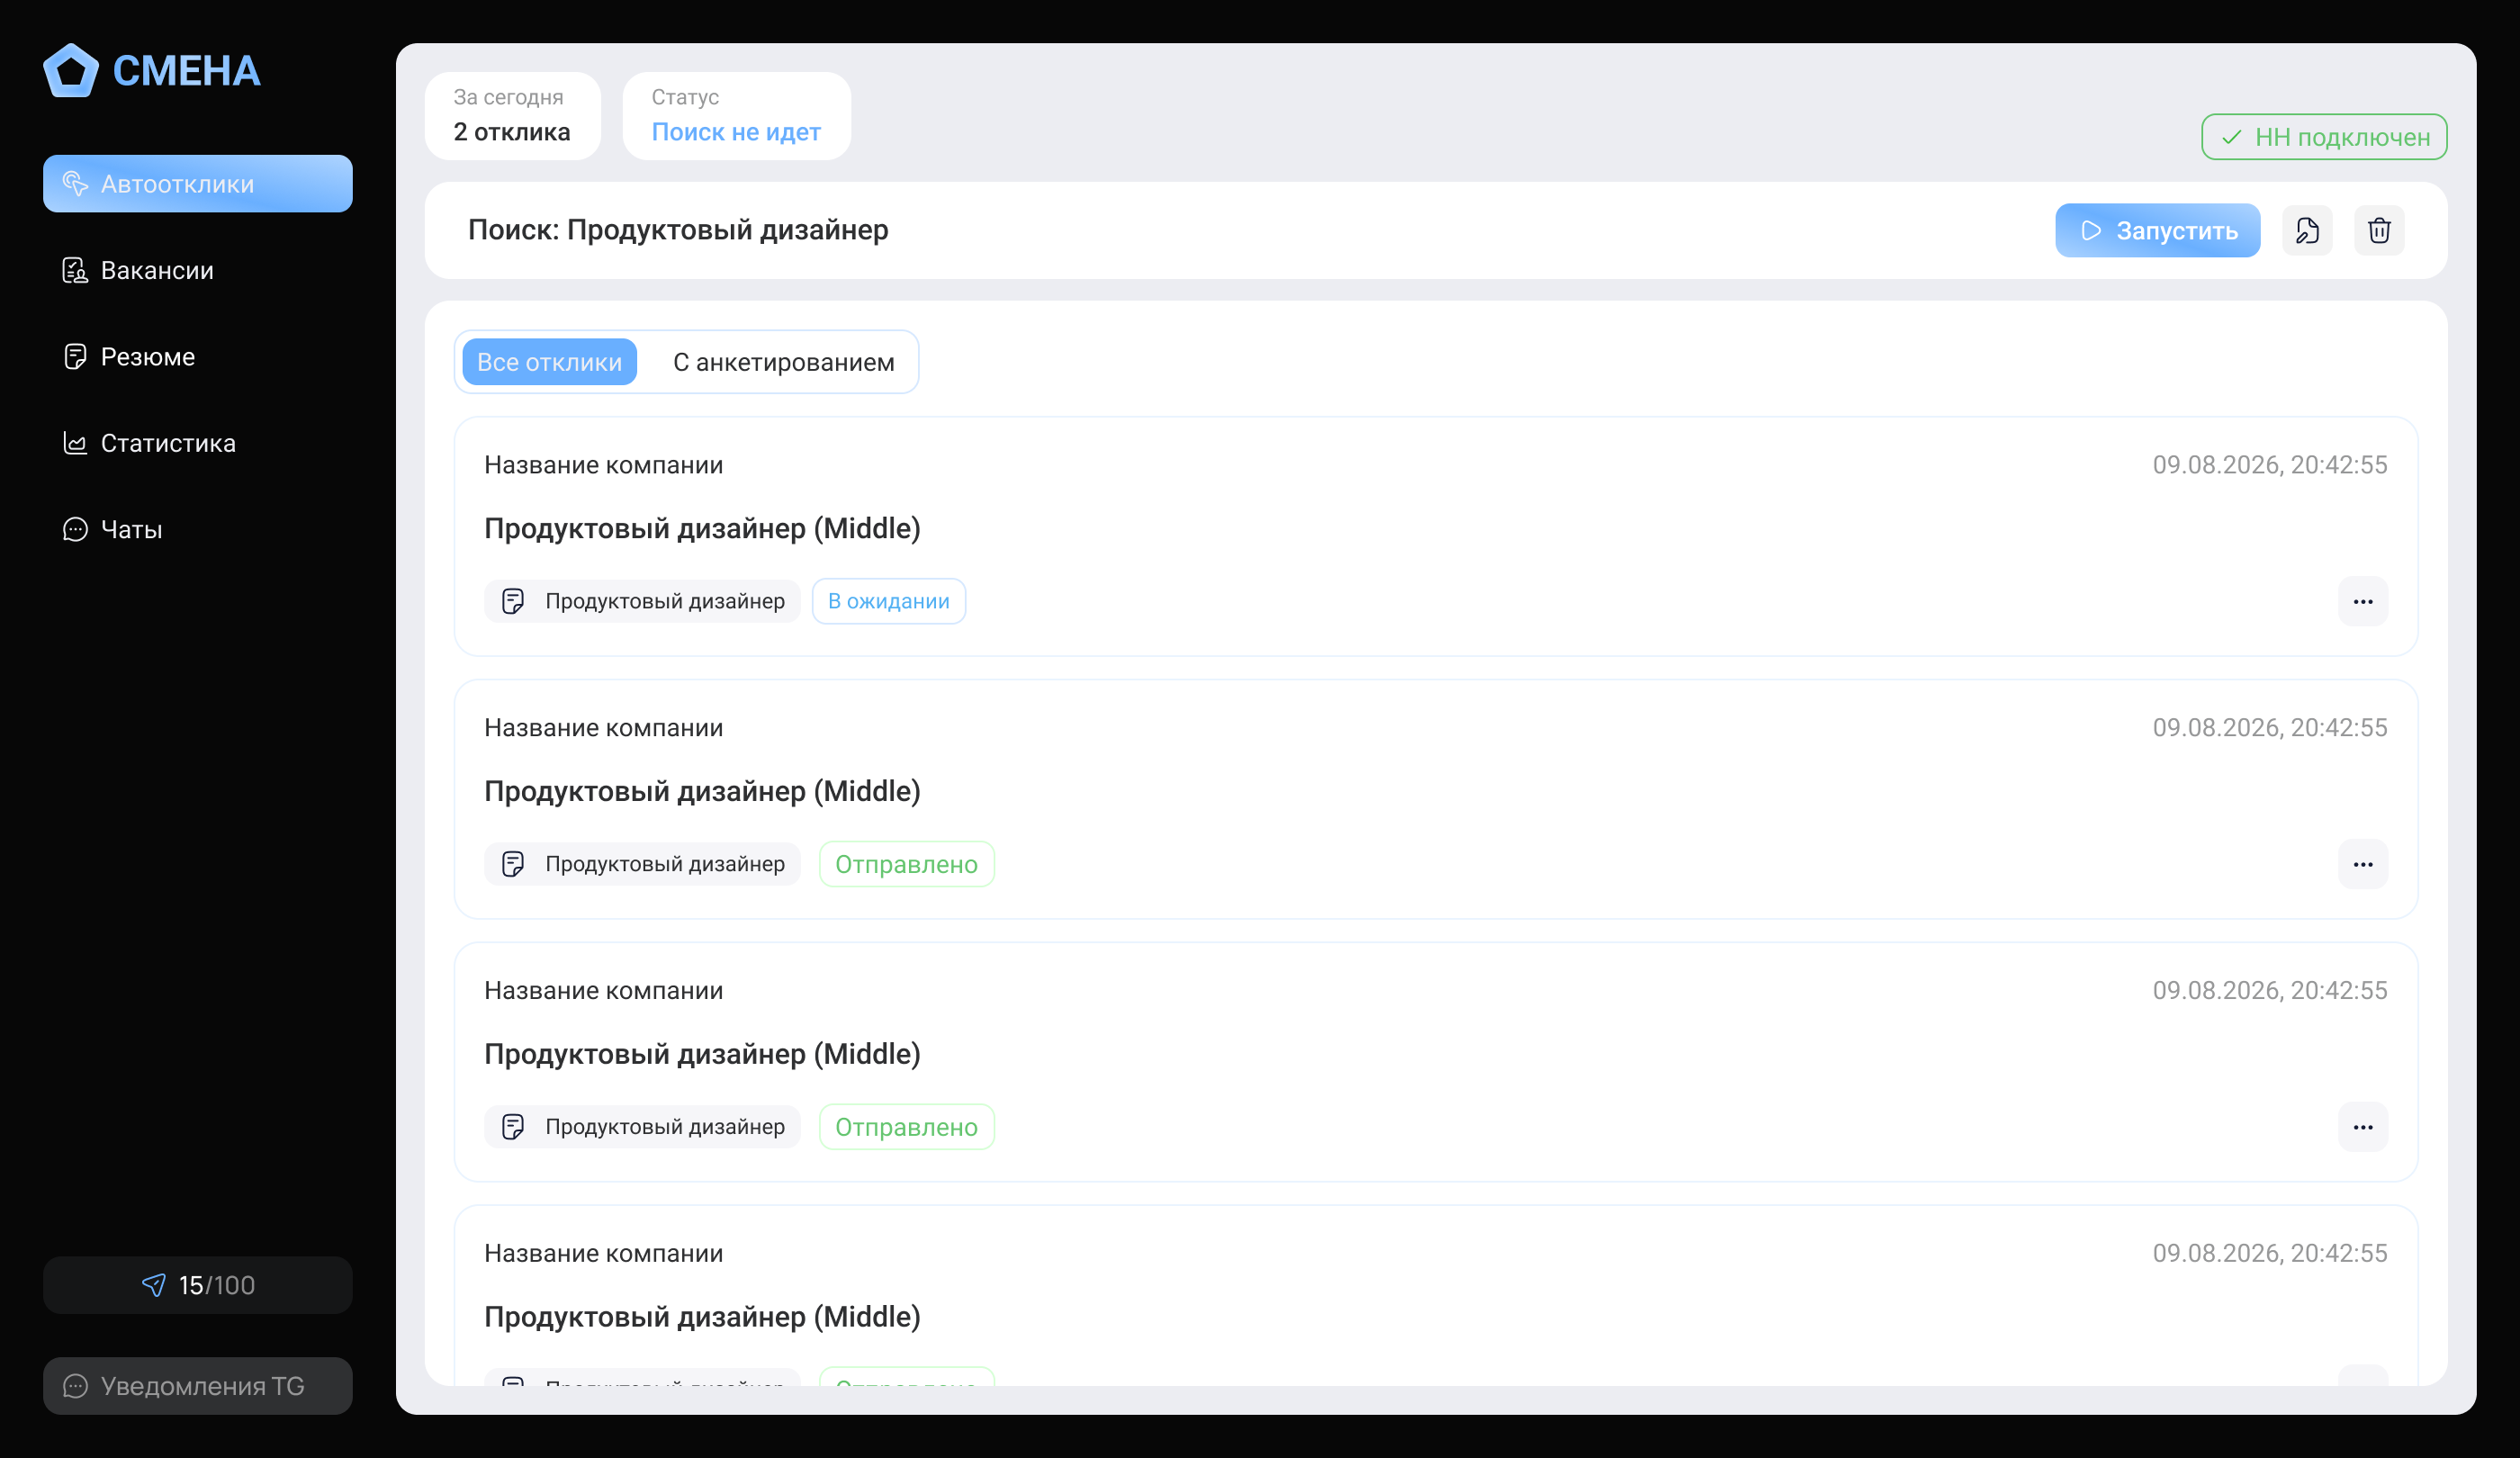 СМЕНА
Автоотклики
Вакансии
Резюме
Статистика
Чаты
15/100
Уведомления TG
За сегодня
2 отклика
Статус
Поиск не идет
HH подключен
Поиск: Продуктовый дизайнер
Запустить
Все отклики
С анкетированием
Название компании
09.08.2026, 20:42:55
Продуктовый дизайнер (Middle)
Продуктовый дизайнер
В ожидании
Название компании
09.08.2026, 20:42:55
Продуктовый дизайнер (Middle)
Продуктовый дизайнер
Отправлено
Название компании
09.08.2026, 20:42:55
Продуктовый дизайнер (Middle)
Продуктовый дизайнер
Отправлено
Название компании
09.08.2026, 20:42:55
Продуктовый дизайнер (Middle)